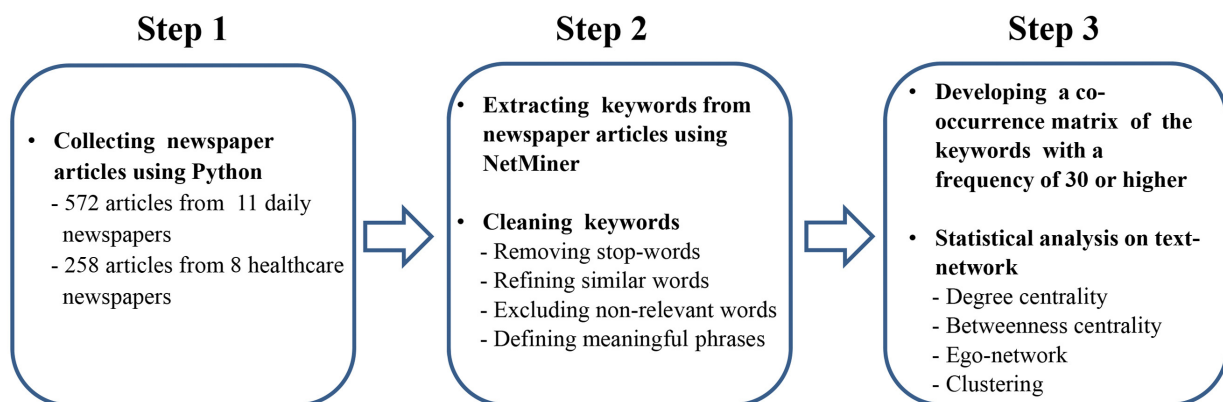 Step 1
• Collecting newspaper
articles using Python
- 572 articles from 11 daily
newspapers
- 258 articles from 8 healthcare
newspapers
Step 2
• Extracting keywords from
newspaper articles using
NetMiner
• Cleaning keywords
- Removing stop-words
- Refining similar words
- Excluding non-relevant words
- Defining meaningful phrases
Step 3
• Developing a co-
occurrence matrix of the
keywords with a
frequency of 30 or higher
• Statistical analysis on text-
network
- Degree centrality
- Betweenness centrality
- Ego-network
- Clustering